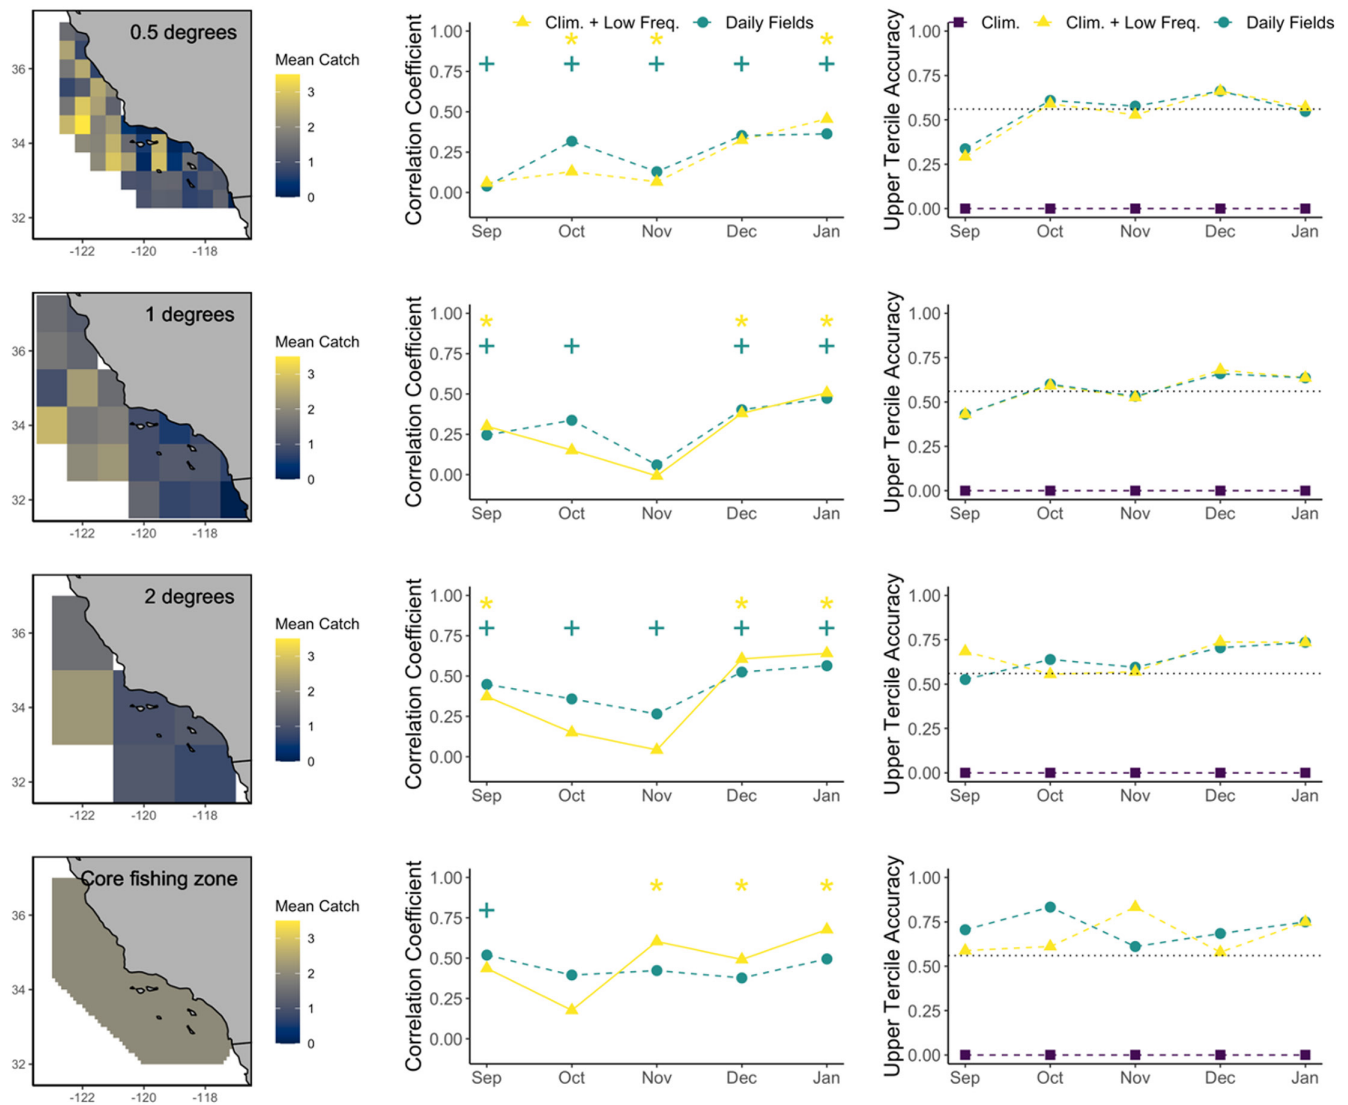 0.5 degrees
Mean Catch
3
2
1
0
36
34
32
-122 -120 -118
Clim. + Low Freq. Daily Fields
Correlation Coefficient
1.00
0.75
0.50
0.25
0.00
Sep Oct Nov Dec Jan
Clim. Clim. + Low Freq. Daily Fields
Upper Tercile Accuracy
1.00
0.75
0.50
0.25
0.00
Sep Oct Nov Dec Jan
1 degrees
Mean Catch
3
2
1
0
36
34
32
-122 -120 -118
Correlation Coefficient
1.00
0.75
0.50
0.25
0.00
Sep Oct Nov Dec Jan
Upper Tercile Accuracy
1.00
0.75
0.50
0.25
0.00
Sep Oct Nov Dec Jan
2 degrees
Mean Catch
3
2
1
0
36
34
32
-122 -120 -118
Correlation Coefficient
1.00
0.75
0.50
0.25
0.00
Sep Oct Nov Dec Jan
Upper Tercile Accuracy
1.00
0.75
0.50
0.25
0.00
Sep Oct Nov Dec Jan
Core fishing zone
Mean Catch
3
2
1
0
36
34
32
-122 -120 -118
Correlation Coefficient
1.00
0.75
0.50
0.25
0.00
Sep Oct Nov Dec Jan
Upper Tercile Accuracy
1.00
0.75
0.50
0.25
0.00
Sep Oct Nov Dec Jan